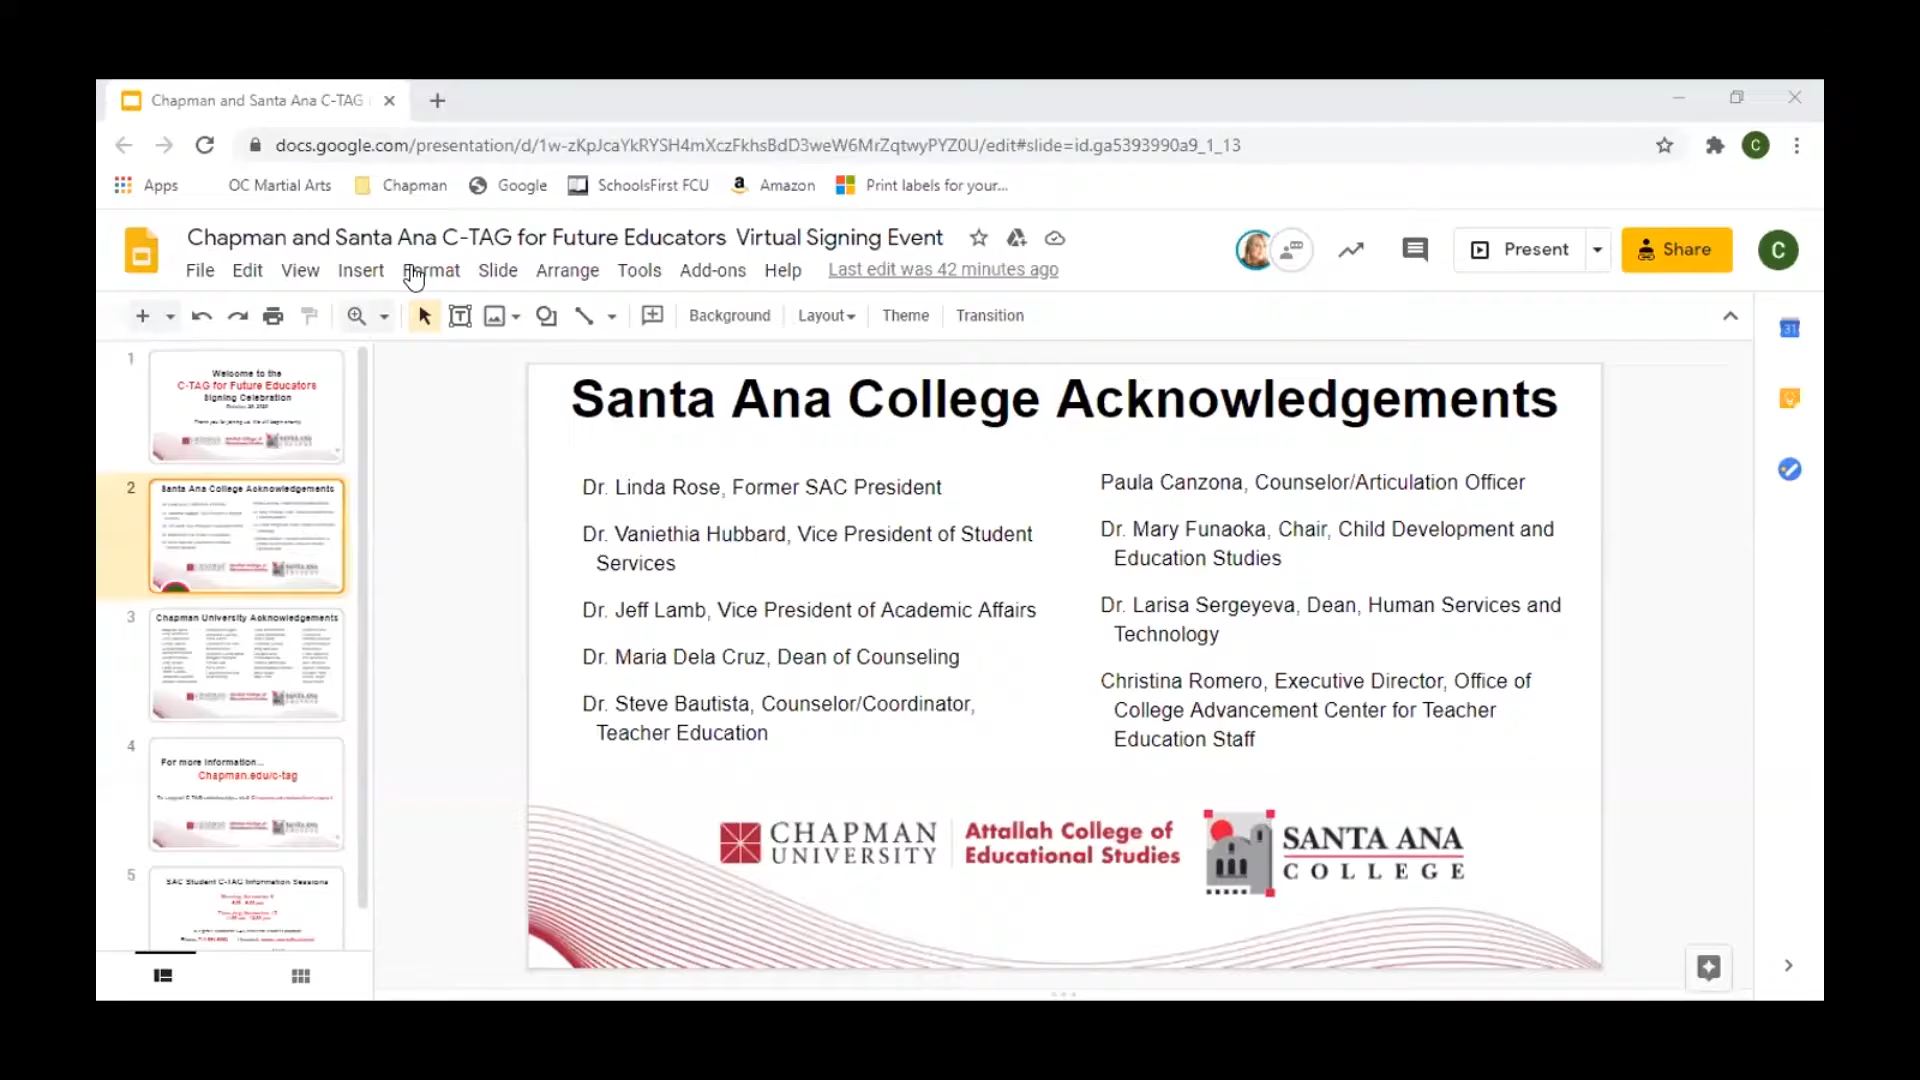 Chapman and Santa Ana C-TAG
docs.google.com/presentation/d/1w-zKpJcaYkRYSH4mXczFkhsBdD3weW6MrZqtwyPYZ0U/edit#slide=id.ga5393990a9_1_13
C
Apps OC Martial Arts Chapman Google SchoolsFirst FCU Amazon Print labels for your...
Chapman and Santa Ana C-TAG for Future Educators Virtual Signing Event
File Edit View Insert Format Slide Arrange Tools Add-ons Help Last edit was 42 minutes ago
Present Share C
Background Layout Theme Transition
31
1
Welcome to the
C-TAG for Future Educators
Signing Celebration
2
Santa Ana College Acknowledgements
3
Chapman University Acknowledgements
4
For more information...
Chapman.edu/c-tag
5
SAC Student C-TAG Information Sessions
Santa Ana College Acknowledgements
Dr. Linda Rose, Former SAC President
Dr. Vaniethia Hubbard, Vice President of Student
Services
Dr. Jeff Lamb, Vice President of Academic Affairs
Dr. Maria Dela Cruz, Dean of Counseling
Dr. Steve Bautista, Counselor/Coordinator,
Teacher Education
Paula Canzona, Counselor/Articulation Officer
Dr. Mary Funaoka, Chair, Child Development and
Education Studies
Dr. Larisa Sergeyeva, Dean, Human Services and
Technology
Christina Romero, Executive Director, Office of
College Advancement Center for Teacher
Education Staff
CHAPMAN
UNIVERSITY
Attallah College of
Educational Studies
SANTA ANA
COLLEGE